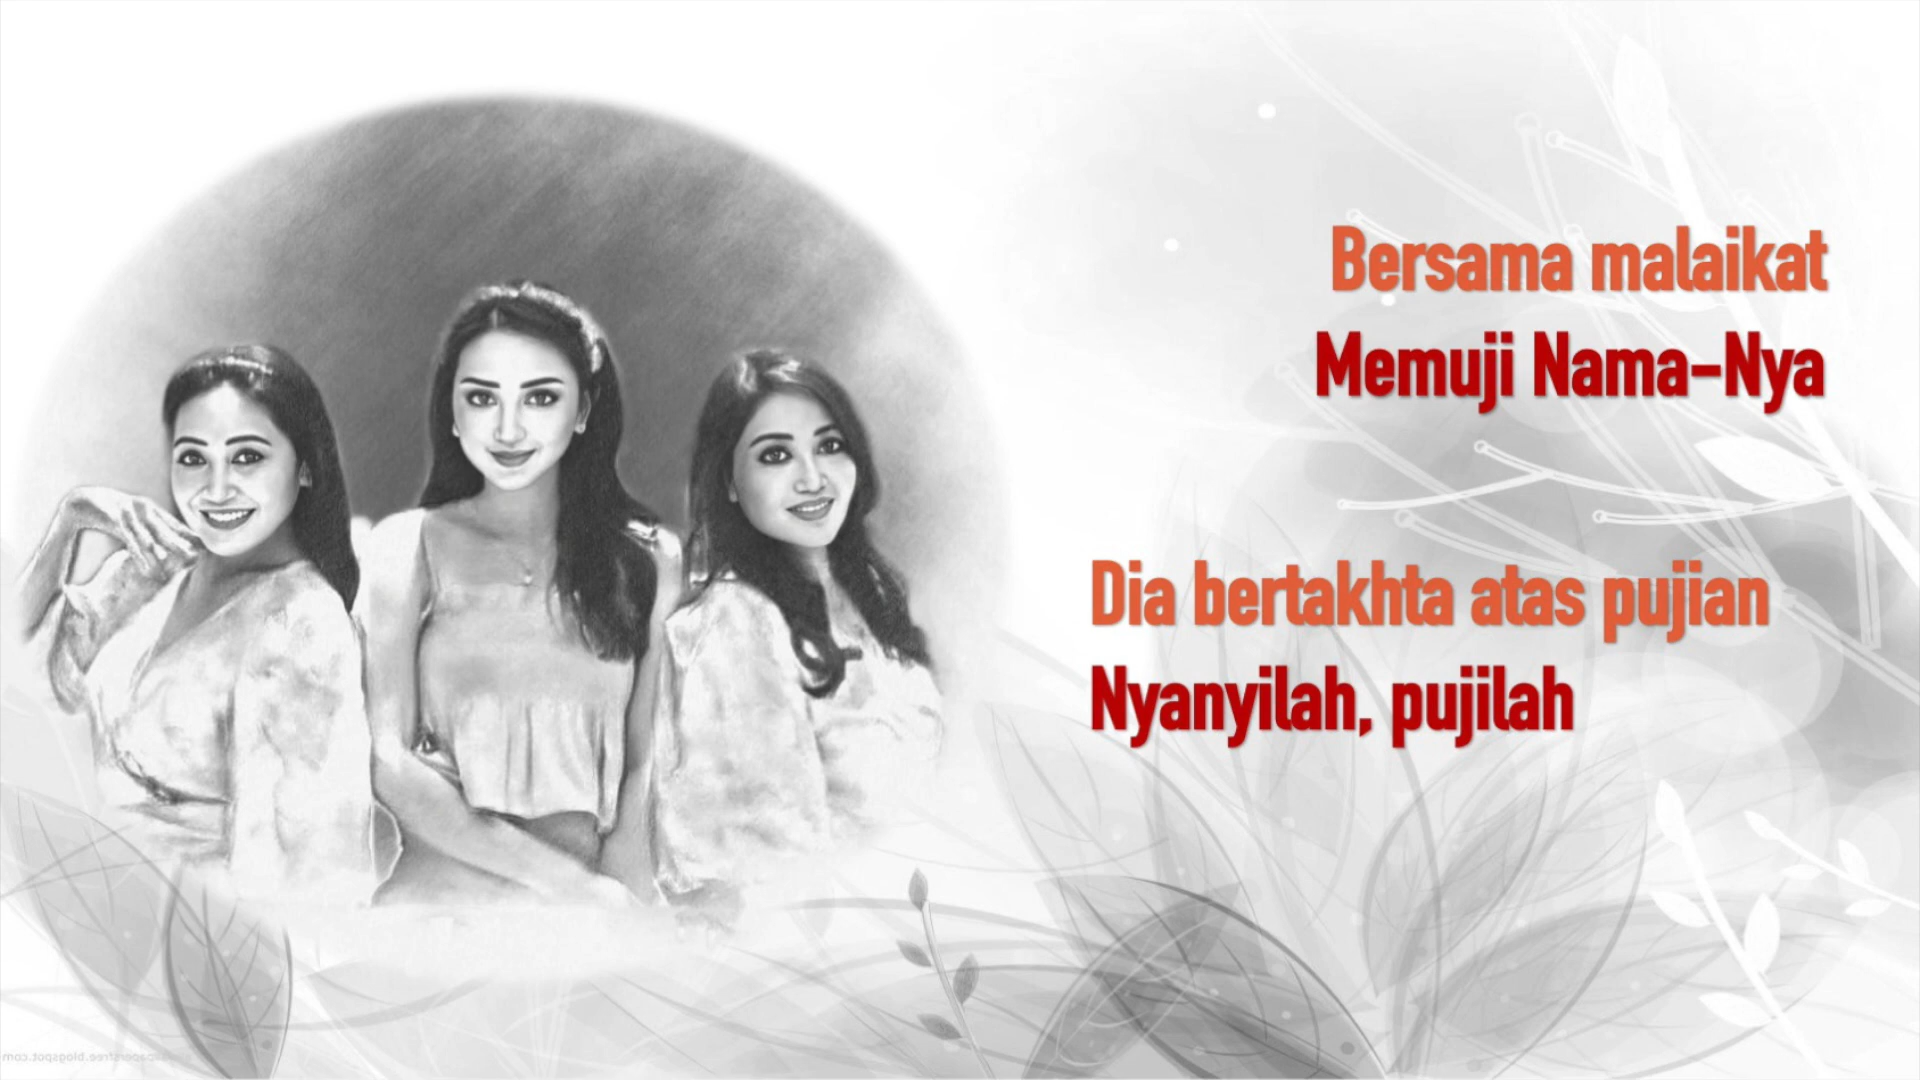 Bersama malaikat
Memuji Nama-Nya
Dia bertakhta atas pujian
Nyanyilah, pujilah